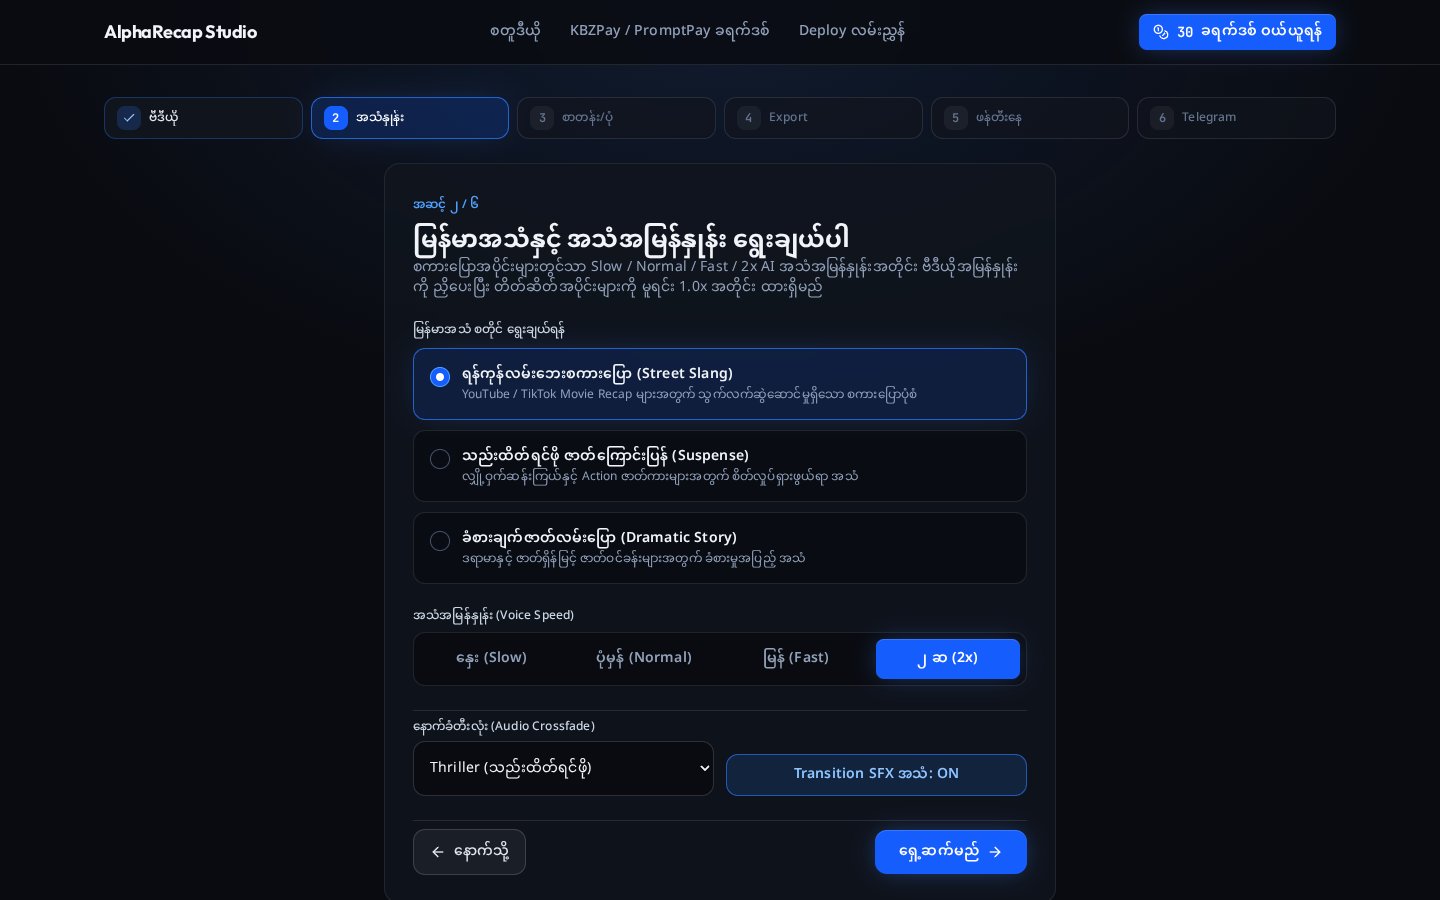 AlphaRecap Studio
စတူဒီယို
KBZPay / PromptPay ခရက်ဒစ်
Deploy လမ်းညွှန်
30 ခရက်ဒစ် ဝယ်ယူရန်
ဗီဒီယို
2 အသံနှုန်း
3 စာတန်း/ပုံ
4 Export
5 ဖန်တီးနေ
6 Telegram
အဆင့် ၂ / ၆
မြန်မာအသံနှင့် အသံအမြန်နှုန်း ရွေးချယ်ပါ
စကားပြောအပိုင်းများတွင်သာ Slow / Normal / Fast / 2x AI အသံအမြန်နှုန်းအတိုင်း ဗီဒီယိုအမြန်နှုန်း
ကို ညှိပေးပြီး တိတ်ဆိတ်အပိုင်းများကို မူရင်း 1.0x အတိုင်း ထားရှိမည်
မြန်မာအသံ စတိုင် ရွေးချယ်ရန်
ရန်ကုန်လမ်းဘေးစကားပြော (Street Slang)
YouTube / TikTok Movie Recap များအတွက် သွက်လက်ဆွဲဆောင်မှုရှိသော စကားပြောပုံစံ
သည်းထိတ်ရင်ဖို ဇာတ်ကြောင်းပြန် (Suspense)
လျှို့ဝှက်ဆန်းကြယ်နှင့် Action ဇာတ်ကားများအတွက် စိတ်လှုပ်ရှားဖွယ်ရာ အသံ
ခံစားချက်ဇာတ်လမ်းပြော (Dramatic Story)
ဒရာမာနှင့် ဇာတ်ရှိန်မြင့် ဇာတ်ဝင်ခန်းများအတွက် ခံစားမှုအပြည့် အသံ
အသံအမြန်နှုန်း (Voice Speed)
နှေး (Slow)
ပုံမှန် (Normal)
မြန် (Fast)
၂ ဆ (2x)
နောက်ခံတီးလုံး (Audio Crossfade)
Thriller (သည်းထိတ်ရင်ဖို)
Transition SFX အသံ: ON
နောက်သို့
ရှေ့ဆက်မည်